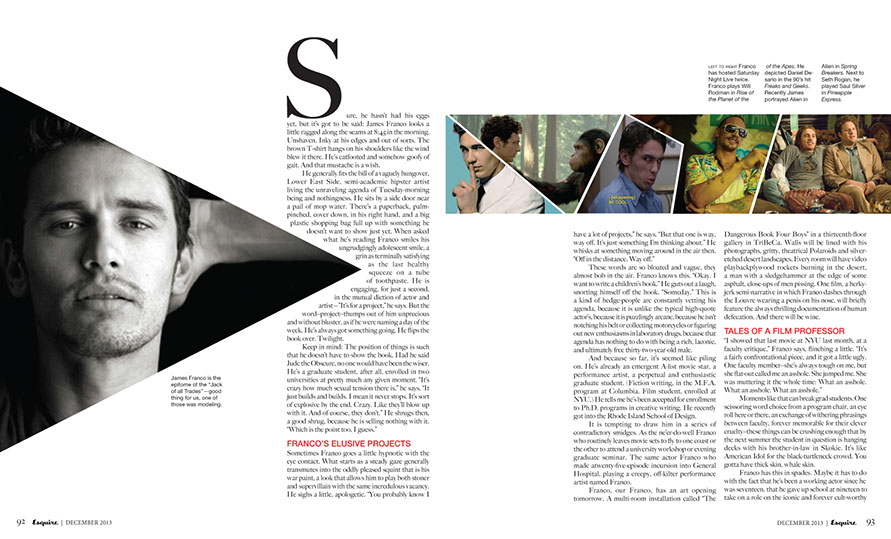 S
ure, he hasn't had his eggs
yet, but it's got to be said: James Franco looks a
little ragged along the seams at 8:45 in the morning.
Unshaven. Inky at his edges and out of sorts. The
brown T-shirt hangs on his shoulders like the wind
blew it there. He's catfooted and somehow goofy of
gait. And that mustache is a wish.
He generally fits the bill of a vaguely hungover,
Lower East Side, semi-academic hipster artist
living the unraveling agenda of Tuesday-morning
being and nothingness. He sits by a side door near
a pail of mop water. There's a paperback, palm-
pinched, over down, in his right hand, and a big
plastic shopping bag full up with something he
doesn't want to show just yet. When asked
what he's reading Franco smiles his
ungrudgingly adolescent smile, a
grin as terminally satisfying
as the last healthy
squeeze on a tube
of toothpaste. He is
engaging, for just a second,
in the mutual diction of actor and
artist –"It's for a project," he says. But the
word–project–thumps out of him unprecious
and without bluster, as if he were naming a day of the
week. He's always got something going. He flips the
book over. Twilight.
Keep in mind: The position of things is such
that he doesn't have to show the book. Had he said
Jude the Obscure, no one would have been the wiser.
He's a graduate student, after all, enrolled in two
universities at pretty much any given moment. "It's
crazy how much sexual tension there is," he says. "It
just builds and builds. I mean it never stops. It's sort
of explosive by the end. Crazy. Like they'll blow up
with it. And of course, they don't." He shrugs then,
a good shrug, because he is selling nothing with it.
"Which is the point too, I guess."
FRANCO'S ELUSIVE PROJECTS
Sometimes Franco goes a little hypnotic with the
eye contact. What starts as a steady gaze generally
transmutes into the oddly pleased squint that is his
war paint, a look that allows him to play both stoner
and supervillain with the same incredulous vacancy.
He sighs a little, apologetic. "You probably know I
James Franco is the
epitome of the "Jack
of all Trades"—good
thing for us, one of
those was modeling.
92 Esquire | DECEMBER 2013
LEFT TO RIGHT Franco
has hosted Saturday
Night Live twice.
Franco plays Will
Rodman in Rise of
the Planet of the
of the Apes. He
depicted Daniel De-
sario in the 90's hit
Freaks and Geeks.
Recently James
portrayed Alien in
Alien in Spring
Breakers. Next to
Seth Rogan, he
played Saul Silver
in Pineapple
Express.
(whispering)
BE COOL.
have a lot of projects," he says. "But that one is way,
way off. It's just something I'm thinking about." He
whisks at something moving around in the air then.
"Off in the distance. Way off."
These words are so bloated and vague, they
almost bob in the air. Franco knows this. "Okay. I
want to write a children's book." He guts out a laugh,
snorting himself off the hook. "Someday." This is
a kind of hedge-people are constantly vetting his
agenda, because it is unlike the typical high-quote
actor's, because it is puzzlingly arcane, because he isn't
notching his belt or collecting motorcycles or figuring
out new enthusiasms in laboratory drugs, because that
agenda has nothing to do with being a rich, laconic,
and ultimately free thirty-two-year-old male.
And because so far, it's seemed like piling
on. He's already an emergent A-list movie star, a
performance artist, a perpetual and enthusiastic
graduate student. (Fiction writing, in the M.F.A.
program at Columbia. Film student, enrolled at
NYU.) He tells me he's been accepted for enrollment
to Ph.D. programs in creative writing. He recently
got into the Rhode Island School of Design.
It is tempting to draw him in a series of
contradictory smudges. As the ne'er-do-well Franco
who routinely leaves movie sets to fly to one coast or
the other to attend a university workshop or evening
graduate seminar. The same actor Franco who
made atwenty-five-episode incursion into General
Hospital, playing a creepy, off-kilter performance
artist named Franco.
Franco, our Franco, has an art opening
tomorrow. A multi-room installation called "The
Dangerous Book Four Boys" in a thirteenth-floor
gallery in TriBeCa. Walls will be lined with his
photographs, gritty, theatrical Polaroids and silver-
etched desert landscapes. Every room will have video
playbackplywood rockets burning in the desert,
a man with a sledgehammer at the edge of some
asphalt, close-ups of men pissing. One film, a herky-
jerk semi-narrative in which Franco dashes through
the Louvre wearing a penis on his nose, will briefly
feature the always thrilling documentation of human
defecation. And there will be wine.
TALES OF A FILM PROFESSOR
"I showed that last movie at NYU last month, at a
faculty critique," Franco says, flinching a little. "It's
a fairly confrontational piece, and it got a little ugly.
One faculty member–she's always tough on me, but
she flat out called me an asshole. She jumped me. She
was muttering it the whole time: What an asshole.
What an asshole. What an asshole."
Moments like that can break grad students. One
scissoring word choice from a program chair, an eye
roll here or there, an exchange of withering phrasings
between faculty, forever memorable for their clever
cruelty–these things can be crushing enough that by
the next summer the student in question is hanging
decks with his brother-in-law in Skokie. It's like
American Idol for the black-turtleneck crowd. You
gotta have thick skin, whale skin.
Franco has this in spades. Maybe it has to do
with the fact that he's been a working actor since he
was seventeen, that he gave up school at nineteen to
take on a role on the iconic and forever cult-worthy
DECEMBER 2013 | Esquire 93